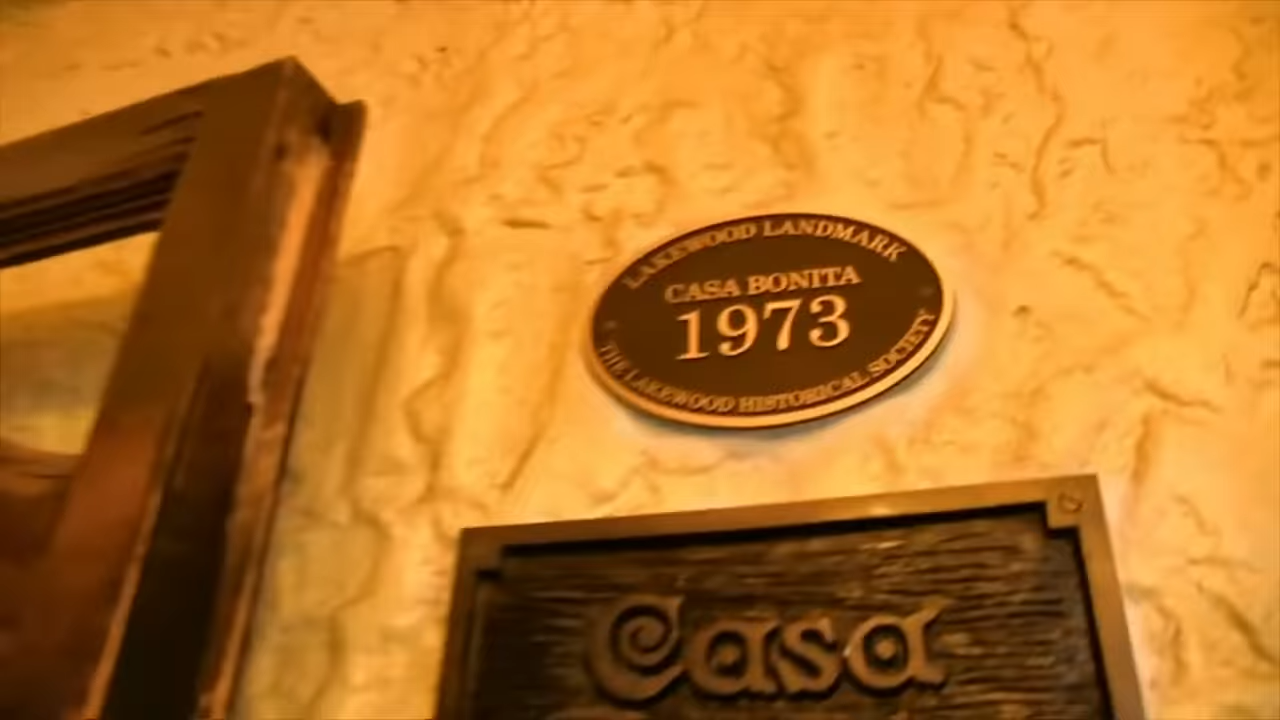 LAKEWOOD LANDMARK
CASA BONITA
1973
THE LAKEWOOD HISTORICAL SOCIETY
Casa